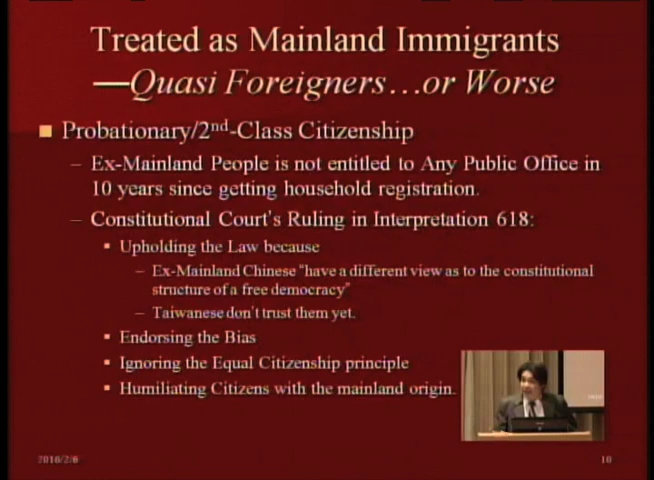 Treated as Mainland Immigrants
—Quasi Foreigners…or Worse
Probationary/2nd-Class Citizenship
– Ex-Mainland People is not entitled to Any Public Office in
10 years since getting household registration.
– Constitutional Court's Ruling in Interpretation 618:
Upholding the Law because
– Ex-Mainland Chinese "have a different view as to the constitutional
structure of a free democracy"
– Taiwanese don't trust them yet.
Endorsing the Bias
Ignoring the Equal Citizenship principle
Humiliating Citizens with the mainland origin.
2010/2/6
10